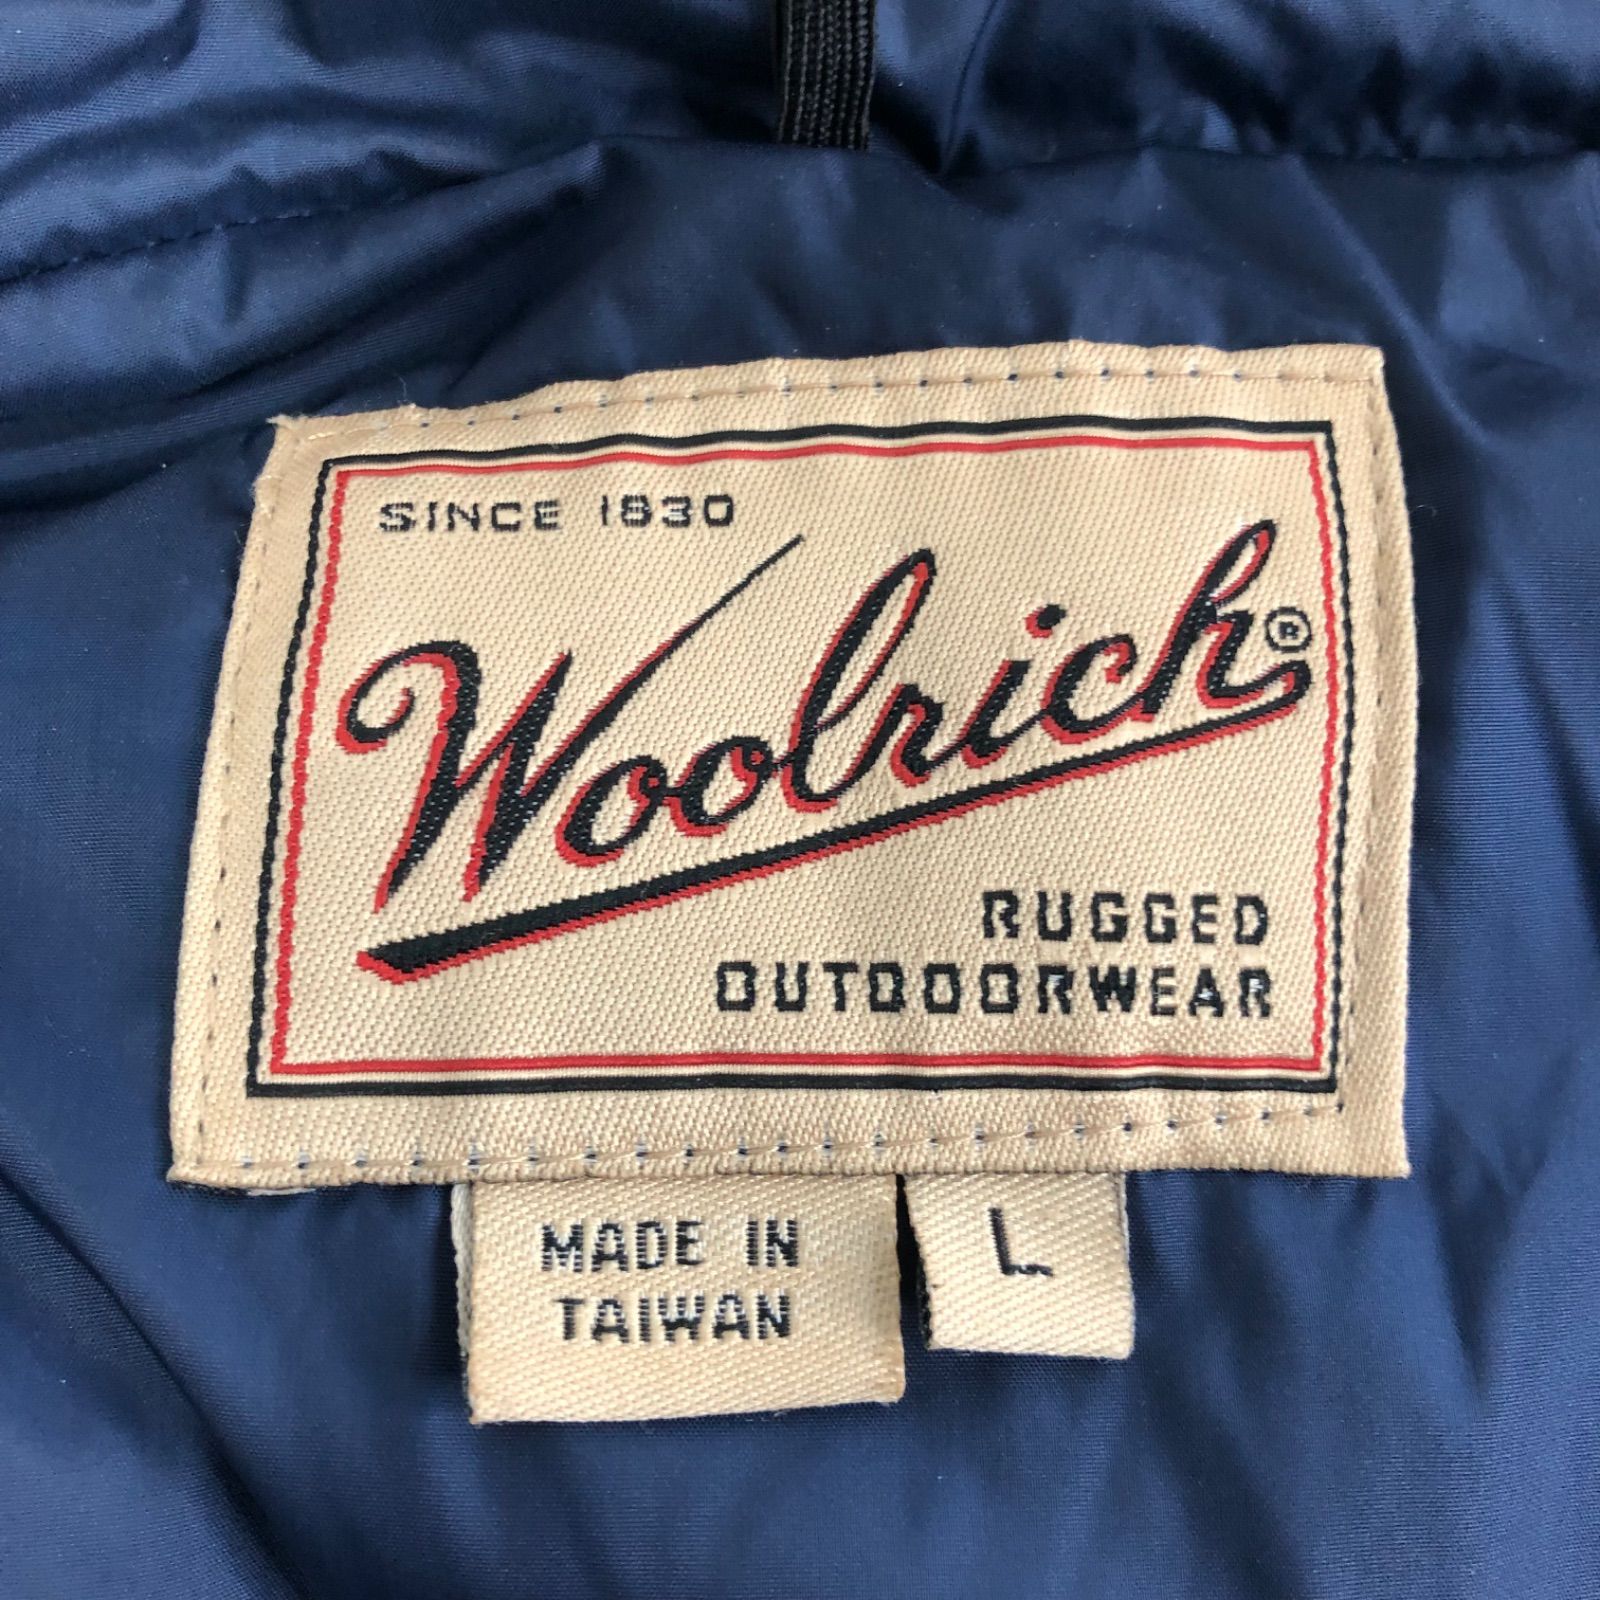 SINCE 1830
Woolrich®
RUGGED
OUTDOORWEAR
MADE IN
TAIWAN
L